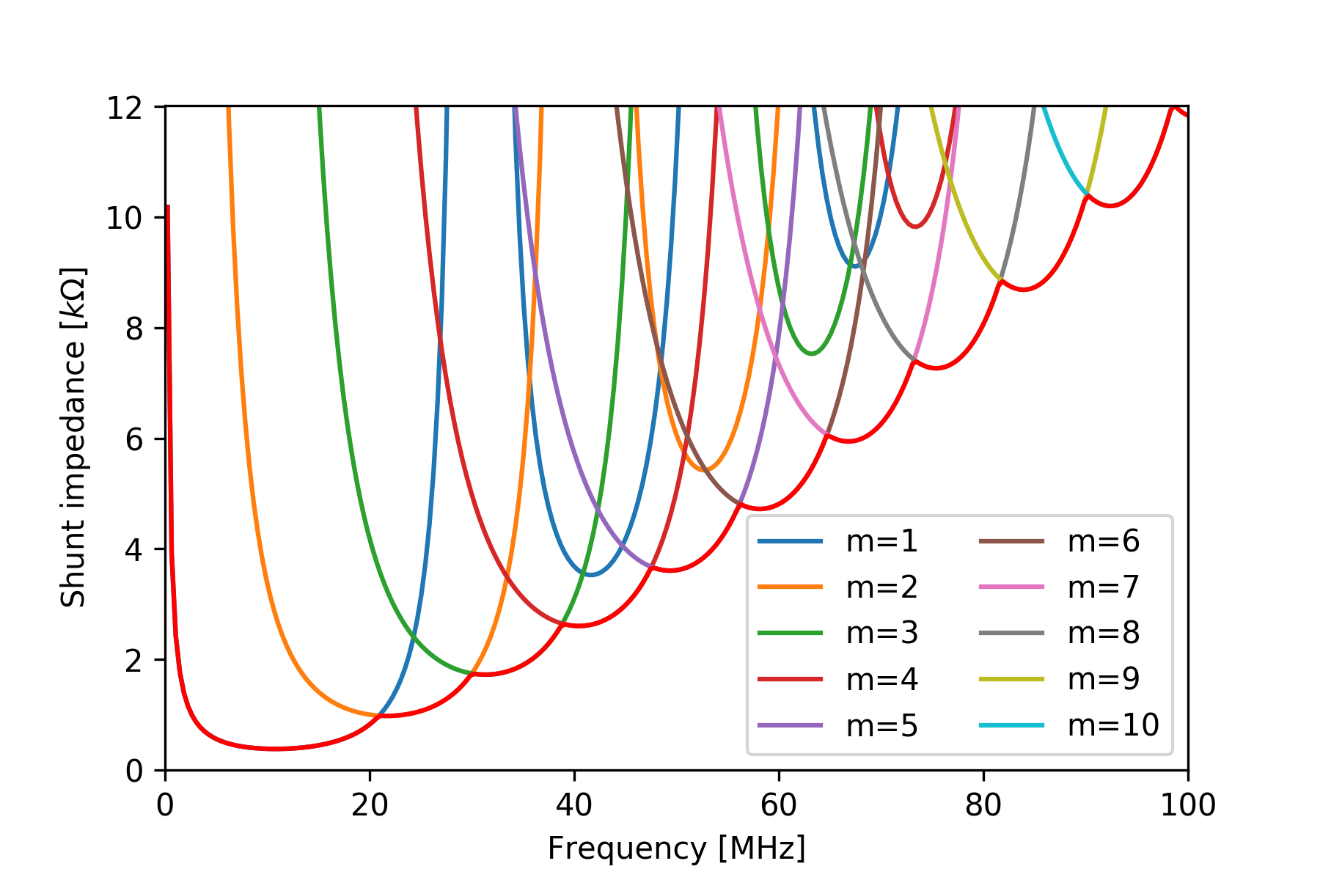 12
10
8
6
4
2
0
Shunt impedance [kΩ]
m=1
m=2
m=3
m=4
m=5
m=6
m=7
m=8
m=9
m=10
0 20 40 60 80 100
Frequency [MHz]